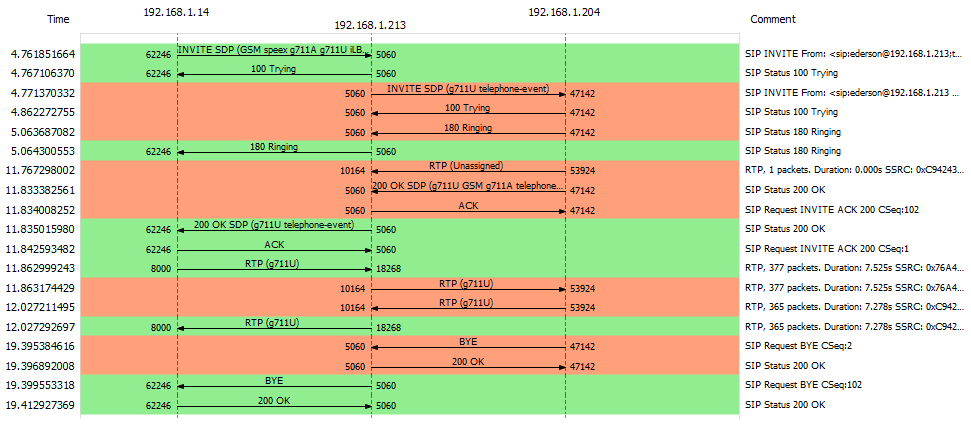 Time 192.168.1.14 192.168.1.213 192.168.1.204 Comment
4.761851664 62246 INVITE SDP (GSM speex g711A g711U iLB... 5060 SIP INVITE From: <sip:ederson@192.168.1.213;t...
4.767106370 62246 100 Trying 5060 SIP Status 100 Trying
4.771370332 5060 INVITE SDP (g711U telephone-event) 47142 SIP INVITE From: <sip:ederson@192.168.1.213 ...
4.862272755 5060 100 Trying 47142 SIP Status 100 Trying
5.063687082 5060 180 Ringing 47142 SIP Status 180 Ringing
5.064300553 62246 180 Ringing 5060 SIP Status 180 Ringing
11.767298002 10164 RTP (Unassigned) 53924 RTP, 1 packets. Duration: 0.000s SSRC: 0xC94243...
11.833382561 5060 200 OK SDP (g711U GSM g711A telephone... 47142 SIP Status 200 OK
11.834008252 5060 ACK 47142 SIP Request INVITE ACK 200 CSeq:102
11.835015980 62246 200 OK SDP (g711U telephone-event) 5060 SIP Status 200 OK
11.842593482 62246 ACK 5060 SIP Request INVITE ACK 200 CSeq:1
11.862999243 8000 RTP (g711U) 18268 RTP, 377 packets. Duration: 7.525s SSRC: 0x76A4...
11.863174429 10164 RTP (g711U) 53924 RTP, 377 packets. Duration: 7.525s SSRC: 0x76A4...
12.027211495 10164 RTP (g711U) 53924 RTP, 365 packets. Duration: 7.278s SSRC: 0xC942...
12.027292697 8000 RTP (g711U) 18268 RTP, 365 packets. Duration: 7.278s SSRC: 0xC942...
19.395384616 5060 BYE 47142 SIP Request BYE CSeq:2
19.396892008 5060 200 OK 47142 SIP Status 200 OK
19.399553318 62246 BYE 5060 SIP Request BYE CSeq:102
19.412927369 62246 200 OK 5060 SIP Status 200 OK